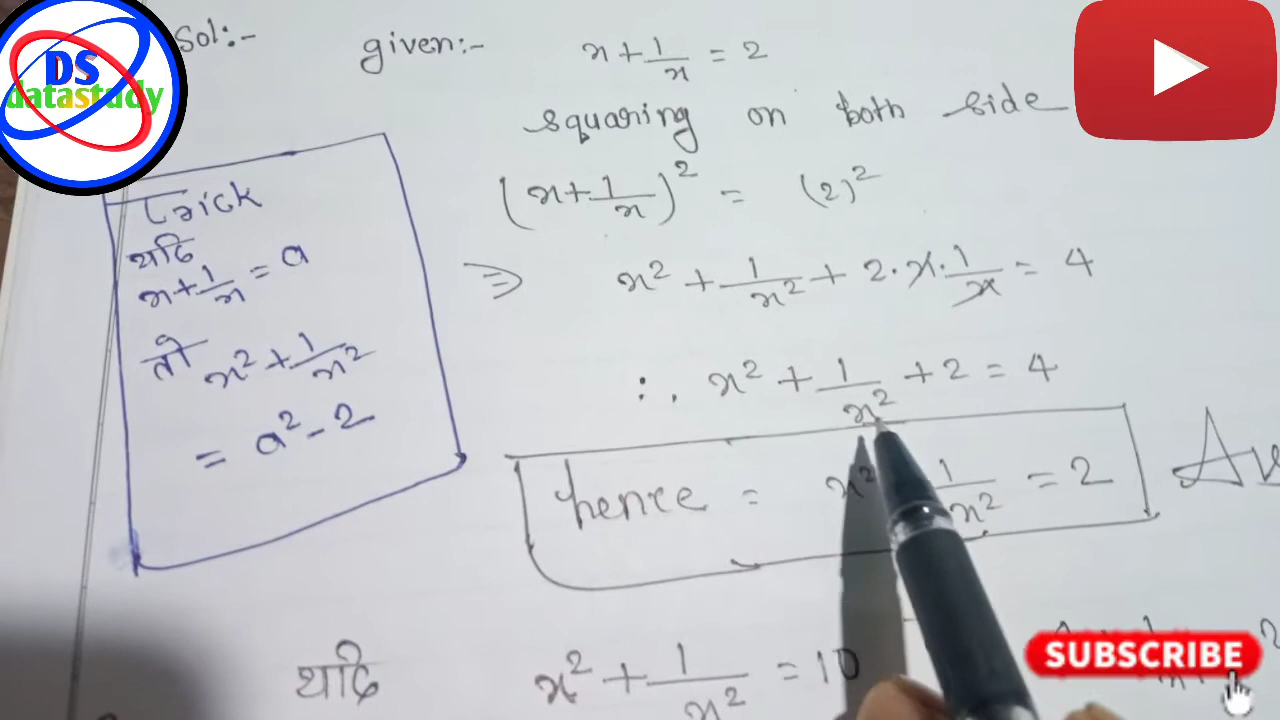 DS
datastudy
Sol:- given:- x + 1/x = 2
squaring on both side
(x + 1/x)² = (2)²
⇒ x² + 1/x² + 2·x·1/x = 4
∴ x² + 1/x² + 2 = 4
hence = x² 1/x² = 2
Trick
यदि
x + 1/x = a
तो x² + 1/x²
= a² - 2
यदि x² + 1/x² = 10
SUBSCRIBE